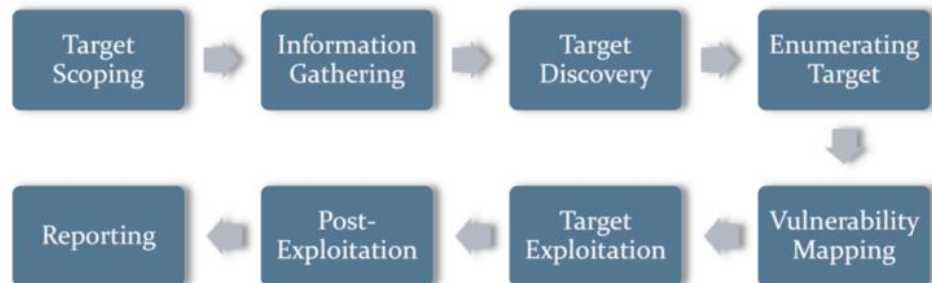 Target
Scoping
Information
Gathering
Target
Discovery
Enumerating
Target
Vulnerability
Mapping
Target
Exploitation
Post-
Exploitation
Reporting